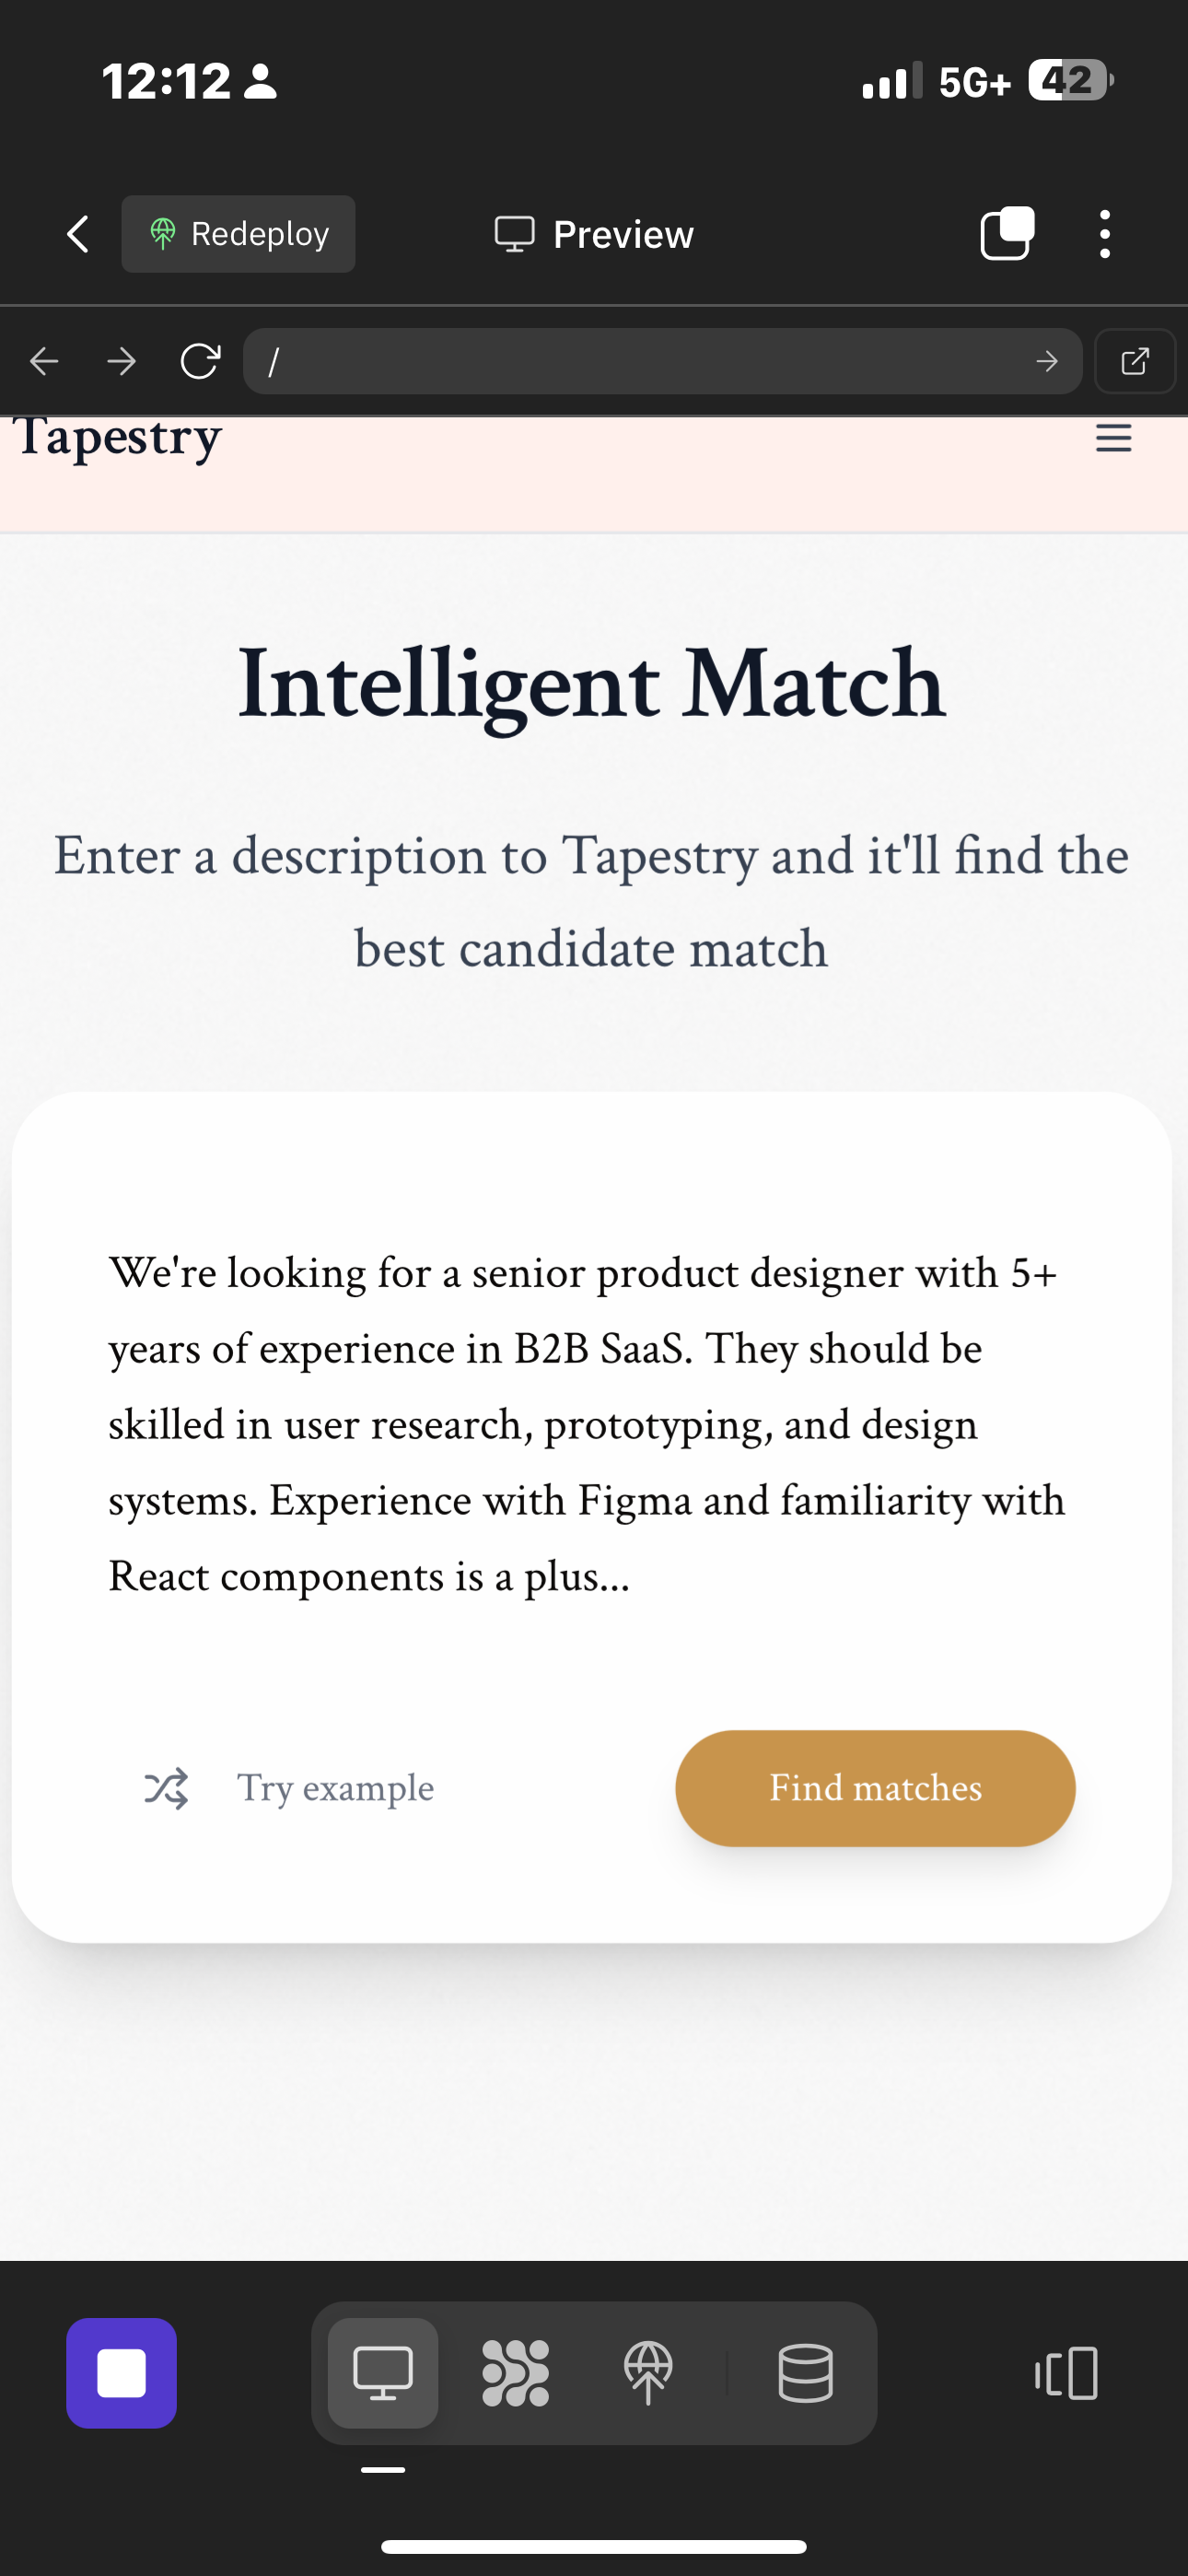 12:12
5G+ 42
Redeploy
Preview
/
Tapestry
Intelligent Match
Enter a description to Tapestry and it'll find the
best candidate match
We're looking for a senior product designer with 5+
years of experience in B2B SaaS. They should be
skilled in user research, prototyping, and design
systems. Experience with Figma and familiarity with
React components is a plus...
Try example
Find matches